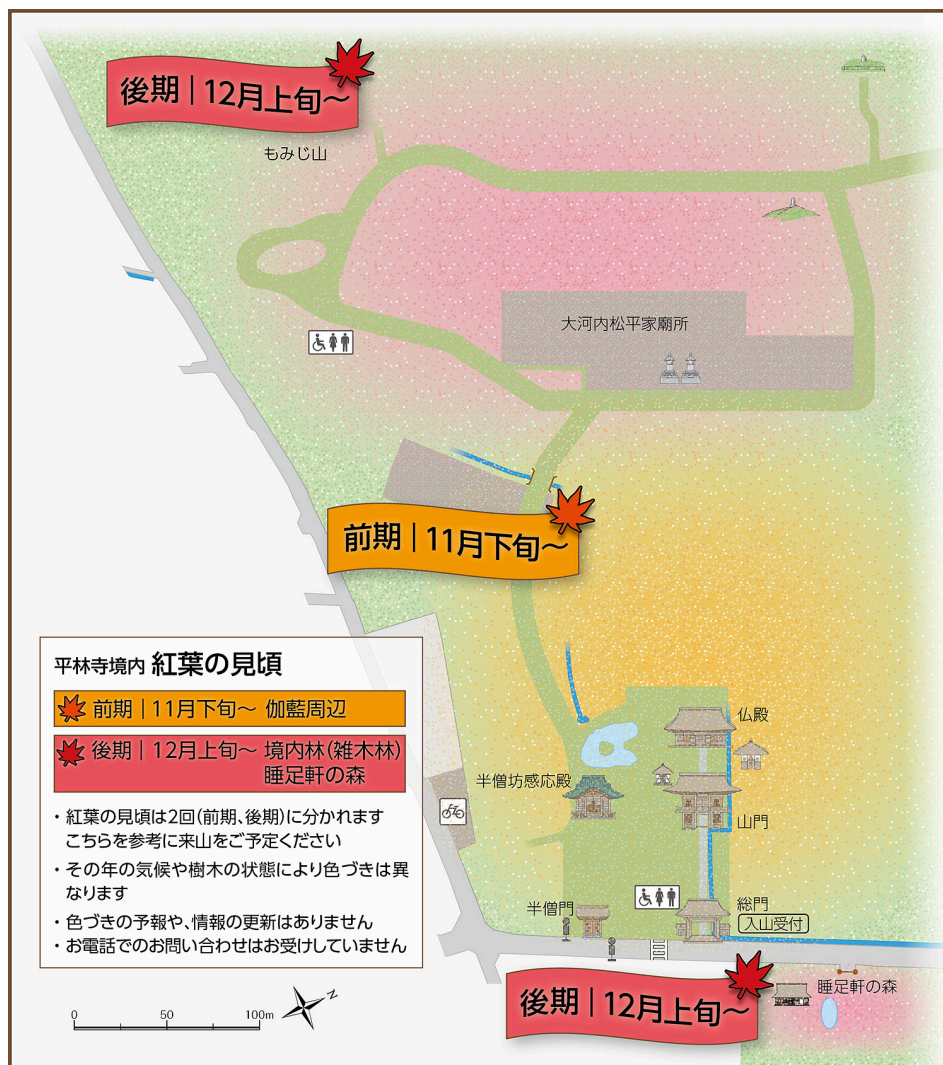 後期|12月上旬～
もみじ山
大河内松平家廟所
前期|11月下旬～
平林寺境内 紅葉の見頃
前期|11月下旬～ 伽藍周辺
後期|12月上旬～ 境内林(雑木林)
睡足軒の森
・紅葉の見頃は2回(前期、後期)に分かれます
こちらを参考に来山をご予定ください
・その年の気候や樹木の状態により色づきは異
なります
・色づきの予報や、情報の更新はありません
・お電話でのお問い合わせはお受けしていません
仏殿
半僧坊感応殿
山門
半僧門
総門
入山受付
睡足軒の森
後期|12月上旬～
0 50 100m
N